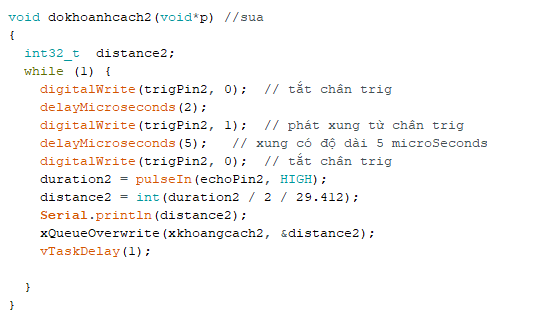 void dokhoanhcach2(void*p) //sua
{
  int32_t  distance2;
  while (1) {
    digitalWrite(trigPin2, 0);  // tắt chân trig
    delayMicroseconds(2);
    digitalWrite(trigPin2, 1);  // phát xung từ chân trig
    delayMicroseconds(5);   // xung có độ dài 5 microSeconds
    digitalWrite(trigPin2, 0);  // tắt chân trig
    duration2 = pulseIn(echoPin2, HIGH);
    distance2 = int(duration2 / 2 / 29.412);
    Serial.println(distance2);
    xQueueOverwrite(xkhoangcach2, &distance2);
    vTaskDelay(1);
  }
}